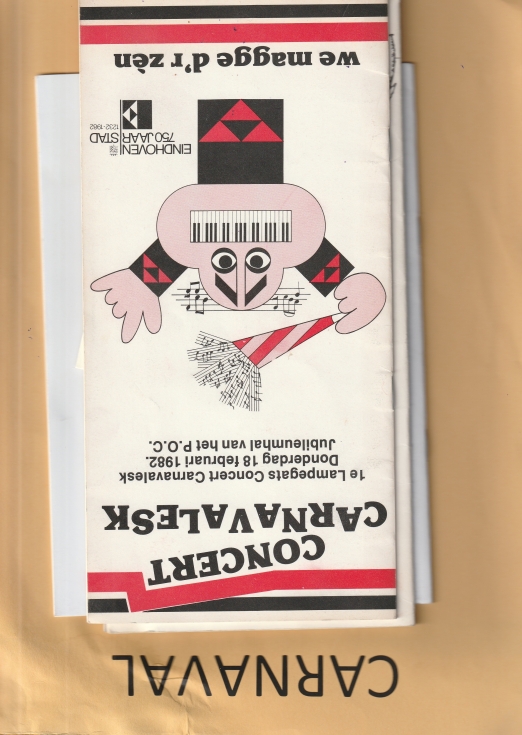 CARNAVAL
CONCERT
CARNAVALESK
1e Lampegats Concert Carnavalesk
Donderdag 18 februari 1982.
Jubileumhal van het P.O.C.
EINDHOVEN
750 JAAR
STAD
1232-1982
we magge d'r zèn